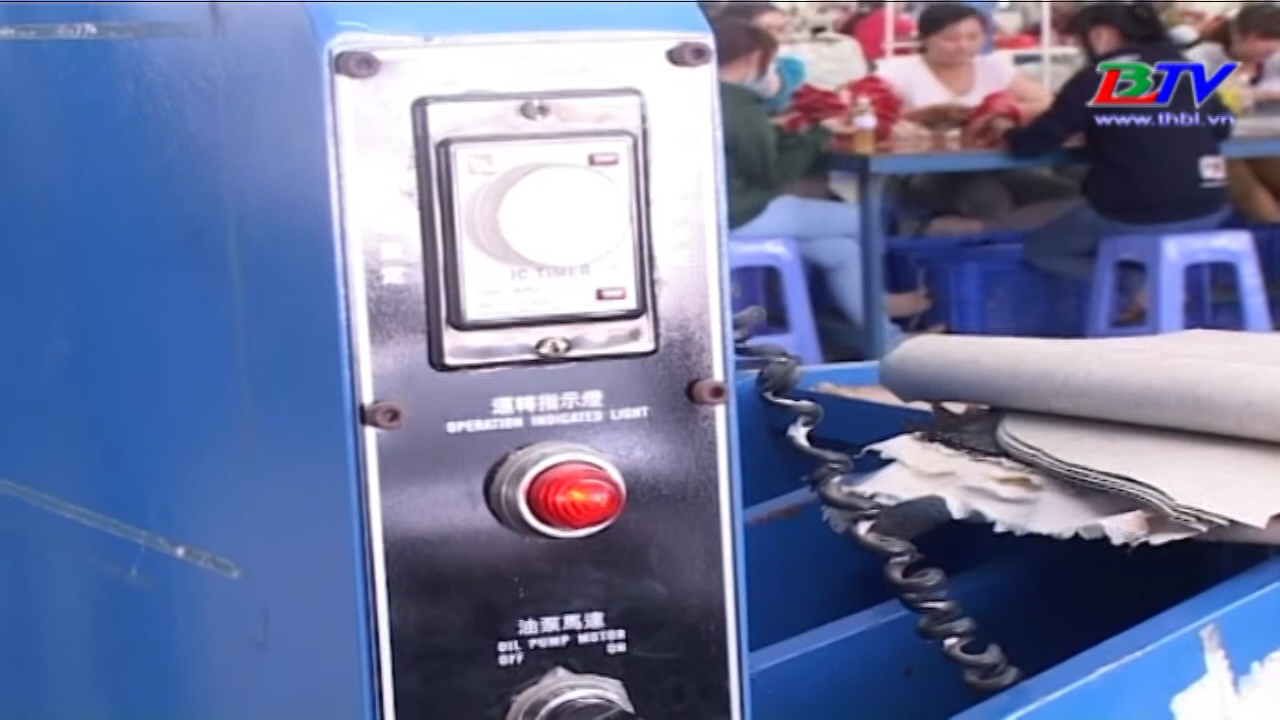 BTV
www.thbl.vn
IC TIMER
運轉指示燈
OPERATION INDICATED LIGHT
油泵馬達
OIL PUMP MOTOR
OFF ON